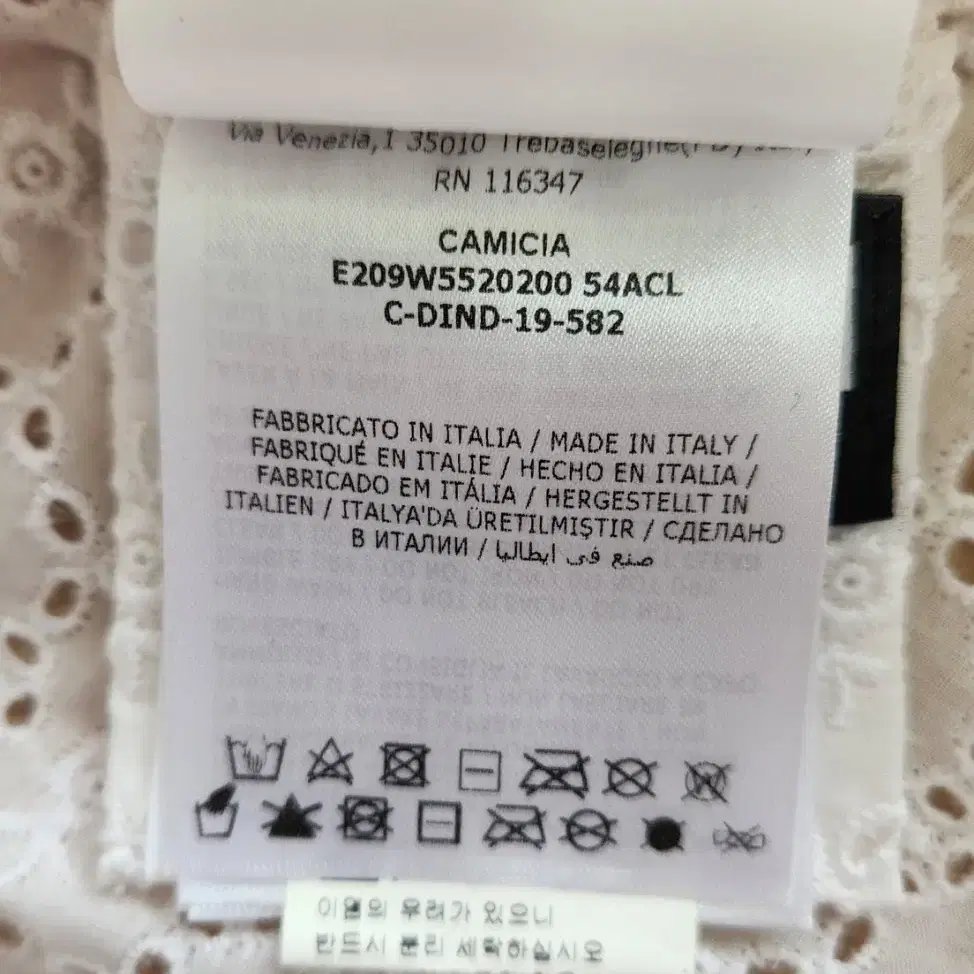 Via Venezia,1 35010 Trebaseleghe(PD)
RN 116347
CAMICIA
E209W5520200 54ACL
C-DIND-19-582
FABBRICATO IN ITALIA / MADE IN ITALY /
FABRIQUÉ EN ITALIE / HECHO EN ITALIA /
FABRICADO EM ITÁLIA / HERGESTELLT IN
ITALIEN / ITALYA'DA ÜRETILMIŞTIR / СДЕЛАНО
В ИТАЛИИ / صنع في ايطاليا
이염의 우려가 있으니
반드시 분리 세탁하십시오